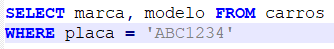 SELECT marca, modelo FROM carros
WHERE placa = 'ABC1234'